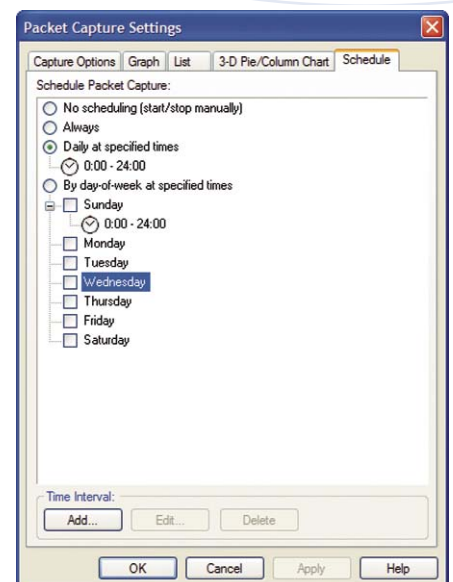 Packet Capture Settings
Capture Options Graph List 3-D Pie/Column Chart Schedule
Schedule Packet Capture:
No scheduling (start/stop manually)
Always
Daily at specified times
0:00 - 24:00
By day-of-week at specified times
Sunday
0:00 - 24:00
Monday
Tuesday
Wednesday
Thursday
Friday
Saturday
Time Interval:
Add... Edit... Delete
OK Cancel Apply Help